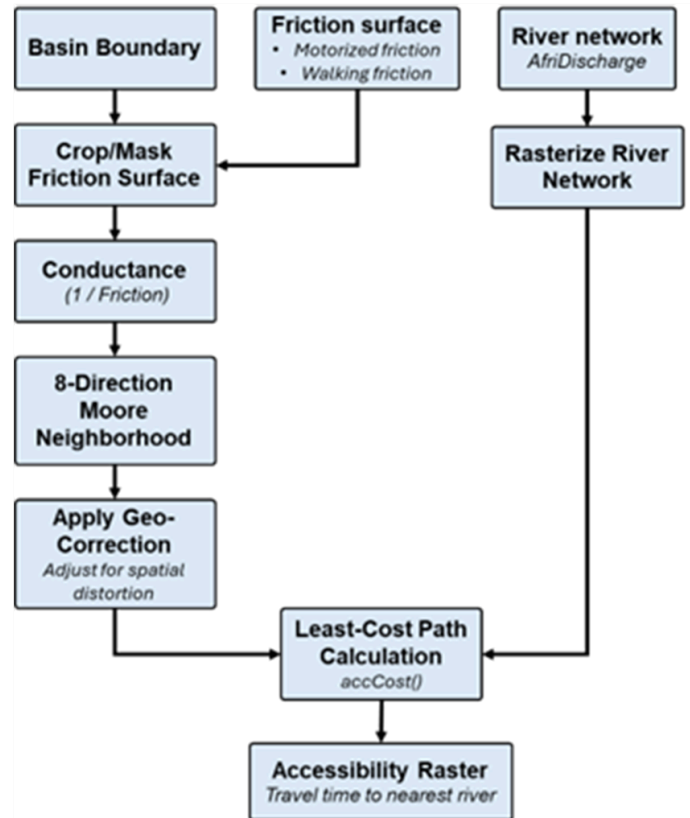 Basin Boundary
Friction surface
• Motorized friction
• Walking friction
River network
AfriDischarge
Crop/Mask
Friction Surface
Rasterize River
Network
Conductance
(1 / Friction)
8-Direction
Moore
Neighborhood
Apply Geo-
Correction
Adjust for spatial
distortion
Least-Cost Path
Calculation
accCost()
Accessibility Raster
Travel time to nearest river